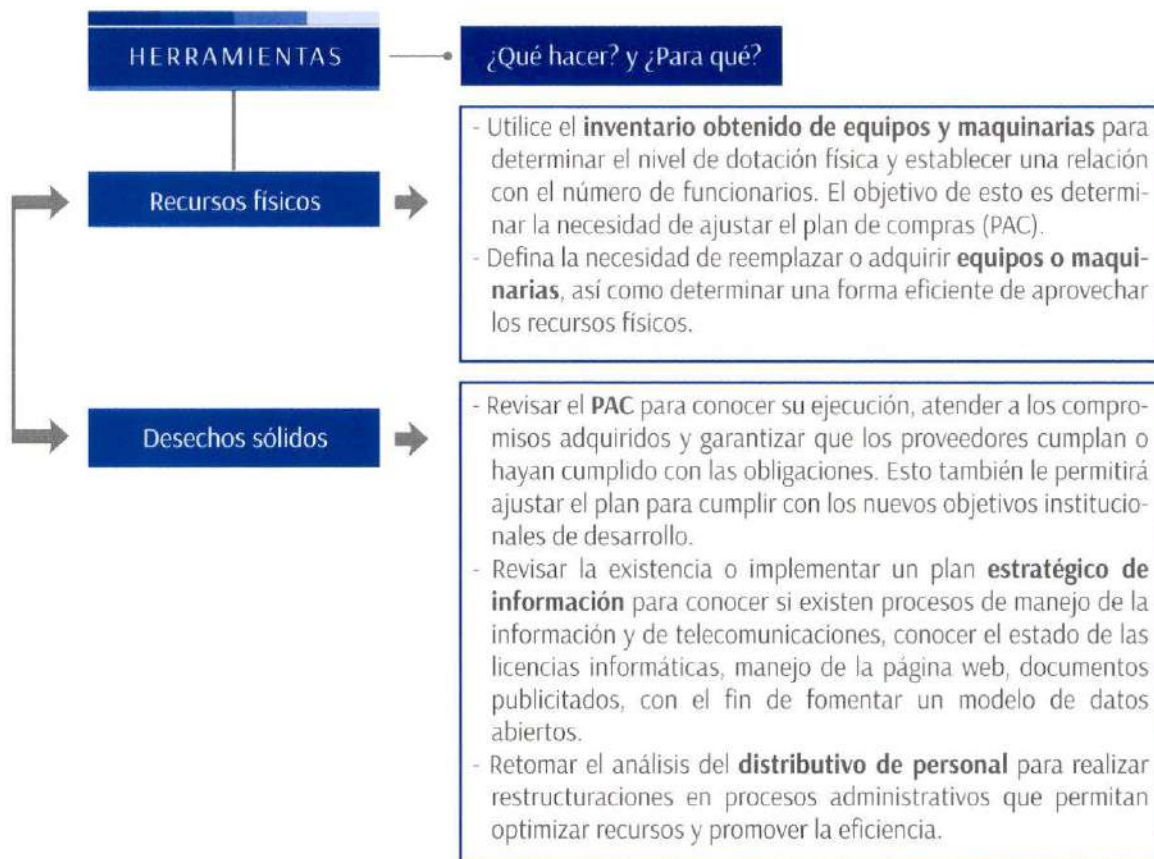 HERRAMIENTAS
¿Qué hacer? y ¿Para qué?
Recursos físicos
- Utilice el inventario obtenido de equipos y maquinarias para
determinar el nivel de dotación física y establecer una relación
con el número de funcionarios. El objetivo de esto es determi-
nar la necesidad de ajustar el plan de compras (PAC).
- Defina la necesidad de reemplazar o adquirir equipos o maqui-
narias, así como determinar una forma eficiente de aprovechar
los recursos físicos.
Desechos sólidos
- Revisar el PAC para conocer su ejecución, atender a los compro-
misos adquiridos y garantizar que los proveedores cumplan o
hayan cumplido con las obligaciones. Esto también le permitirá
ajustar el plan para cumplir con los nuevos objetivos institucio-
nales de desarrollo.
- Revisar la existencia o implementar un plan estratégico de
información para conocer si existen procesos de manejo de la
información y de telecomunicaciones, conocer el estado de las
licencias informáticas, manejo de la página web, documentos
publicitados, con el fin de fomentar un modelo de datos
abiertos.
- Retomar el análisis del distributivo de personal para realizar
restructuraciones en procesos administrativos que permitan
optimizar recursos y promover la eficiencia.